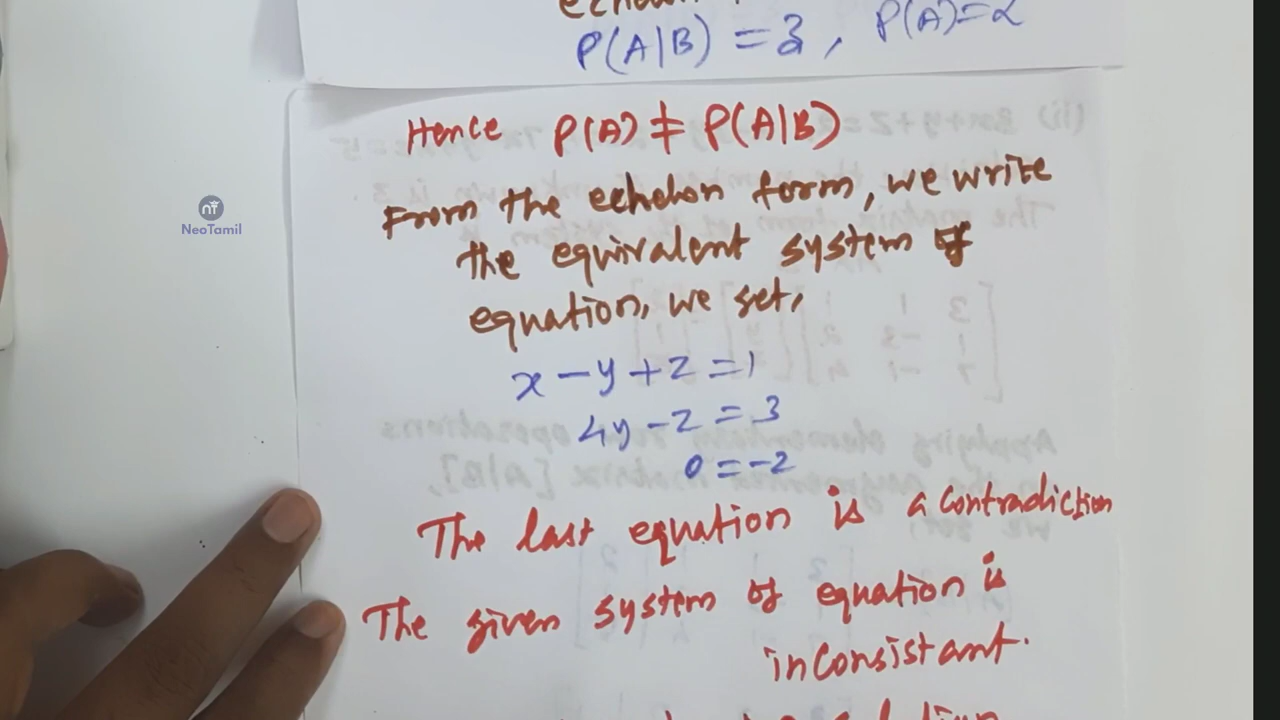 P(A|B) = 3, P(A)=2
Hence P(A) ≠ P(A|B)
From the echelon form, we write
the equivalent system of
equation, we get,
x - y + z = 1
4y - z = 3
0 = -2
The last equation is a contradiction
The given system of equation is
inconsistant.
NeoTamil